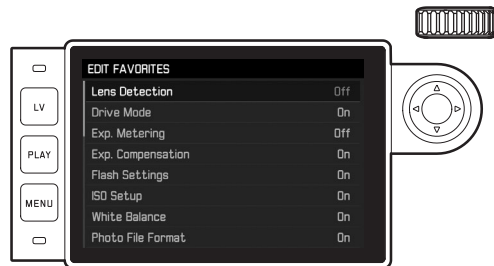 EDIT FAVORITES
Lens Detection Off
Drive Mode On
Exp. Metering Off
Exp. Compensation On
Flash Settings On
ISO Setup On
White Balance On
Photo File Format On
LV
PLAY
MENU